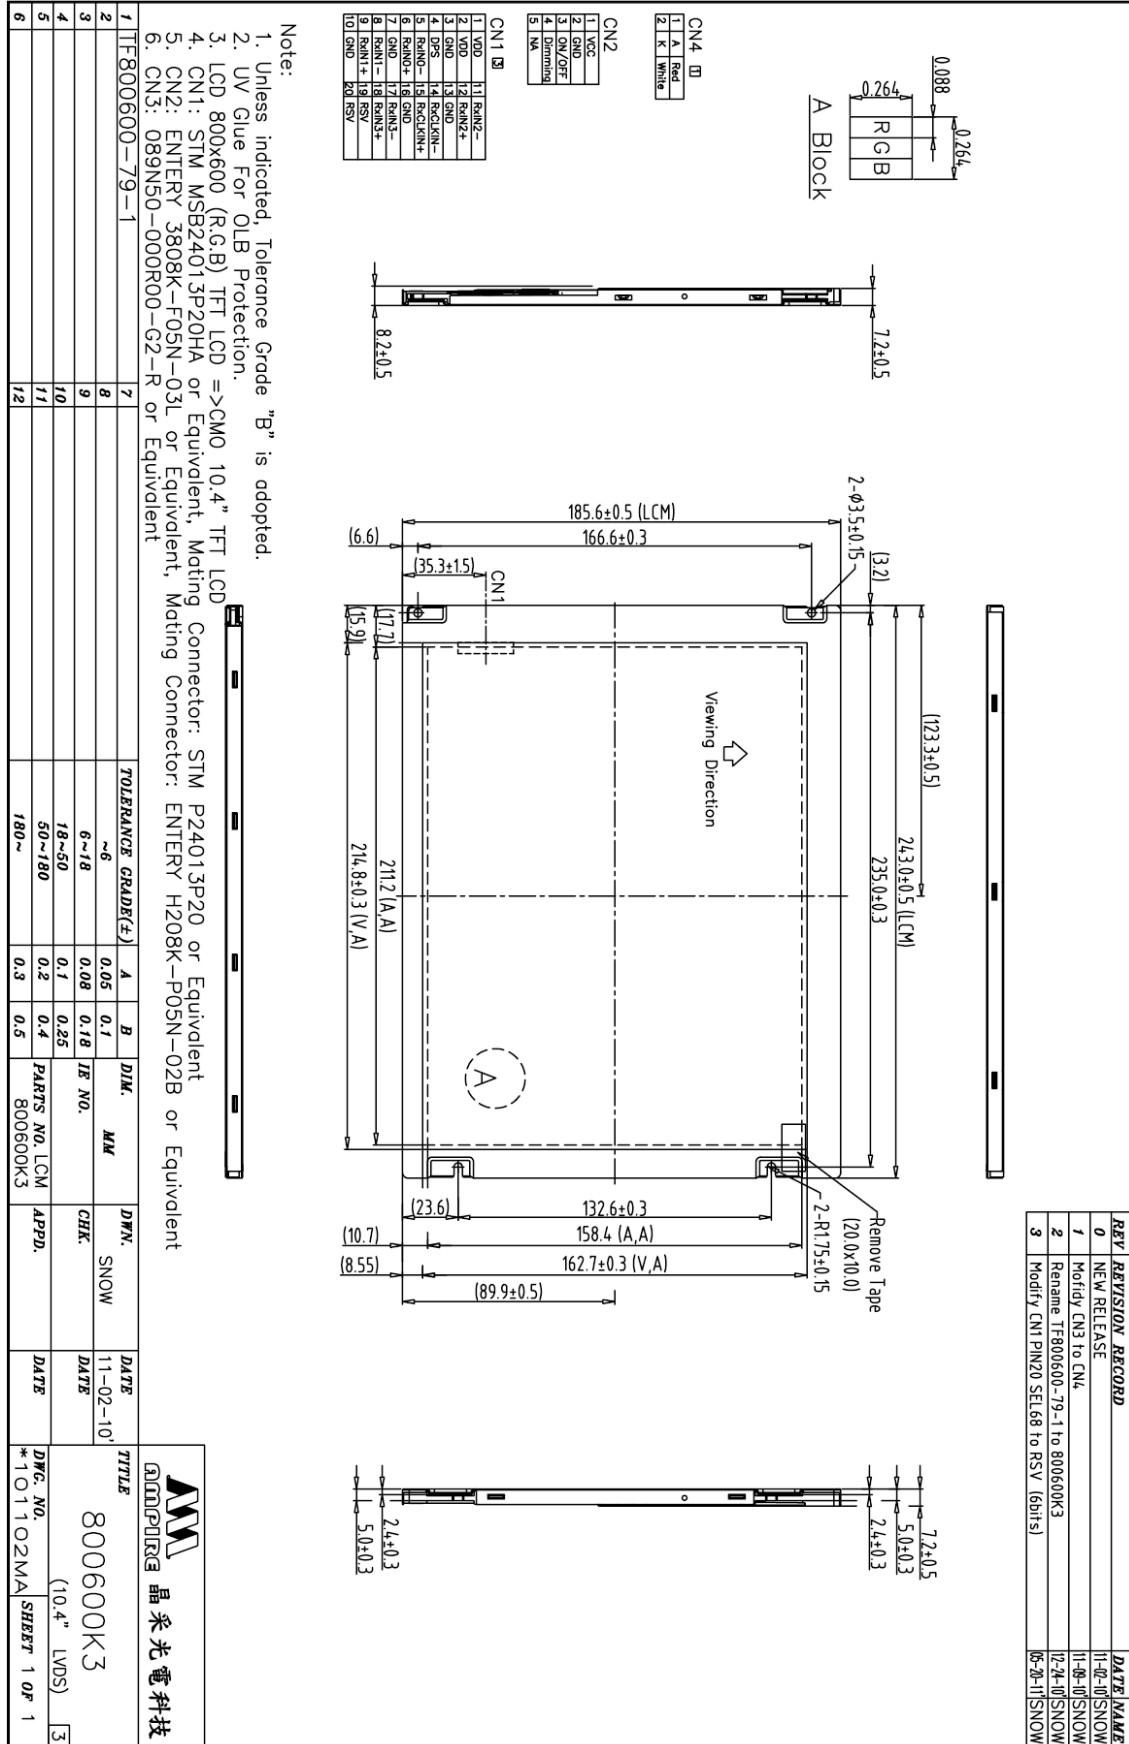 REV REVISION RECORD DATE NAME
0 NEW RELEASE 11-02-10' SNOW
1 Mofidy CN3 to CN4 11-09-10' SNOW
2 Rename TF800600-79-1 to 800600K3 12-24-10' SNOW
3 Modify CN1 PIN20 SEL68 to RSV (6bits) 05-20-11' SNOW
0.088
0.264
0.264
R G B
A Block
CN4 1
1 A Red
2 K White
CN2
1 VCC
2 GND
3 ON/OFF
4 Dimming
5 NA
CN1 3
1 VDD 11 RxIN2-
2 VDD 12 RxIN2+
3 GND 13 GND
4 DPS 14 RxCLKIN-
5 RxIN0- 15 RxCLKIN+
6 RxIN0+ 16 GND
7 GND 17 RxIN3-
8 RxIN1- 18 RxIN3+
9 RxIN1+ 19 RSV
10 GND 20 RSV
7.2±0.5
8.2±0.5
(123.3±0.5)
243.0±0.5 (LCM)
235.0±0.3
(3.2)
2-Φ3.5±0.15
185.6±0.5 (LCM)
166.6±0.3
(6.6)
(35.3±1.5)
CN1
(17.7)
(15.9)
Viewing Direction
A
211.2 (A,A)
214.8±0.3 (V,A)
Remove Tape
(20.0x10.0)
2-R1.75±0.15
(23.6)
132.6±0.3
(10.7)
158.4 (A,A)
(8.55)
162.7±0.3 (V,A)
(89.9±0.5)
7.2±0.5
5.0±0.3
2.4±0.3
2.4±0.3
5.0±0.3
Note:
1. Unless indicated, Tolerance Grade "B" is adopted.
2. UV Glue For OLB Protection.
3. LCD 800x600 (R.G.B) TFT LCD =>CMO 10.4" TFT LCD
4. CN1: STM MSB24013P20HA or Equivalent, Mating Connector: STM P24013P20 or Equivalent
5. CN2: ENTERY 3808K-F05N-03L or Equivalent, Mating Connector: ENTERY H208K-P05N-02B or Equivalent
6. CN3: 089N50-000R00-G2-R or Equivalent
1 TF800600-79-1 7
2 8
3 9
4 10
5 11
6 12
TOLERANCE GRADE(±) A B
~6 0.05 0.1
6~18 0.08 0.18
18~50 0.1 0.25
50~180 0.2 0.4
180~ 0.3 0.5
DIM. MM
IE NO.
PARTS NO. LCM
800600K3
DWN. SNOW
DATE 11-02-10'
CHK.
DATE
APPD.
DATE
AMPIRE 晶采光電科技
TITLE
800600K3
(10.4" LVDS) 3
DWG. NO.
*101102MA
SHEET 1 OF 1